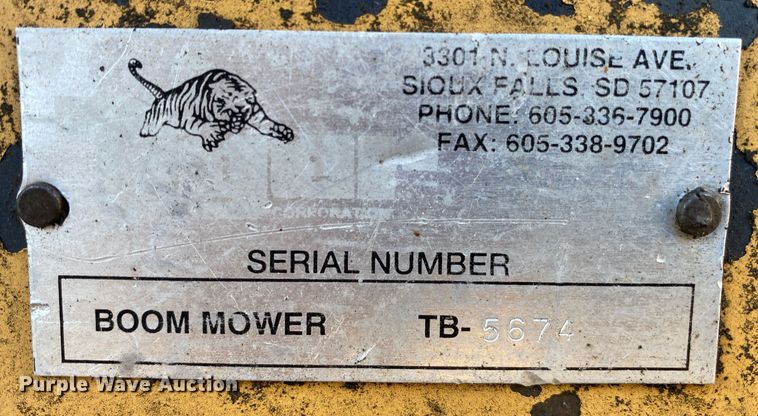 3301 N. LOUISE AVE.
SIOUX FALLS SD 57107
PHONE: 605-336-7900
FAX: 605-338-9702
CORPORATION
SERIAL NUMBER
BOOM MOWER TB-5674
Purple Wave Auction